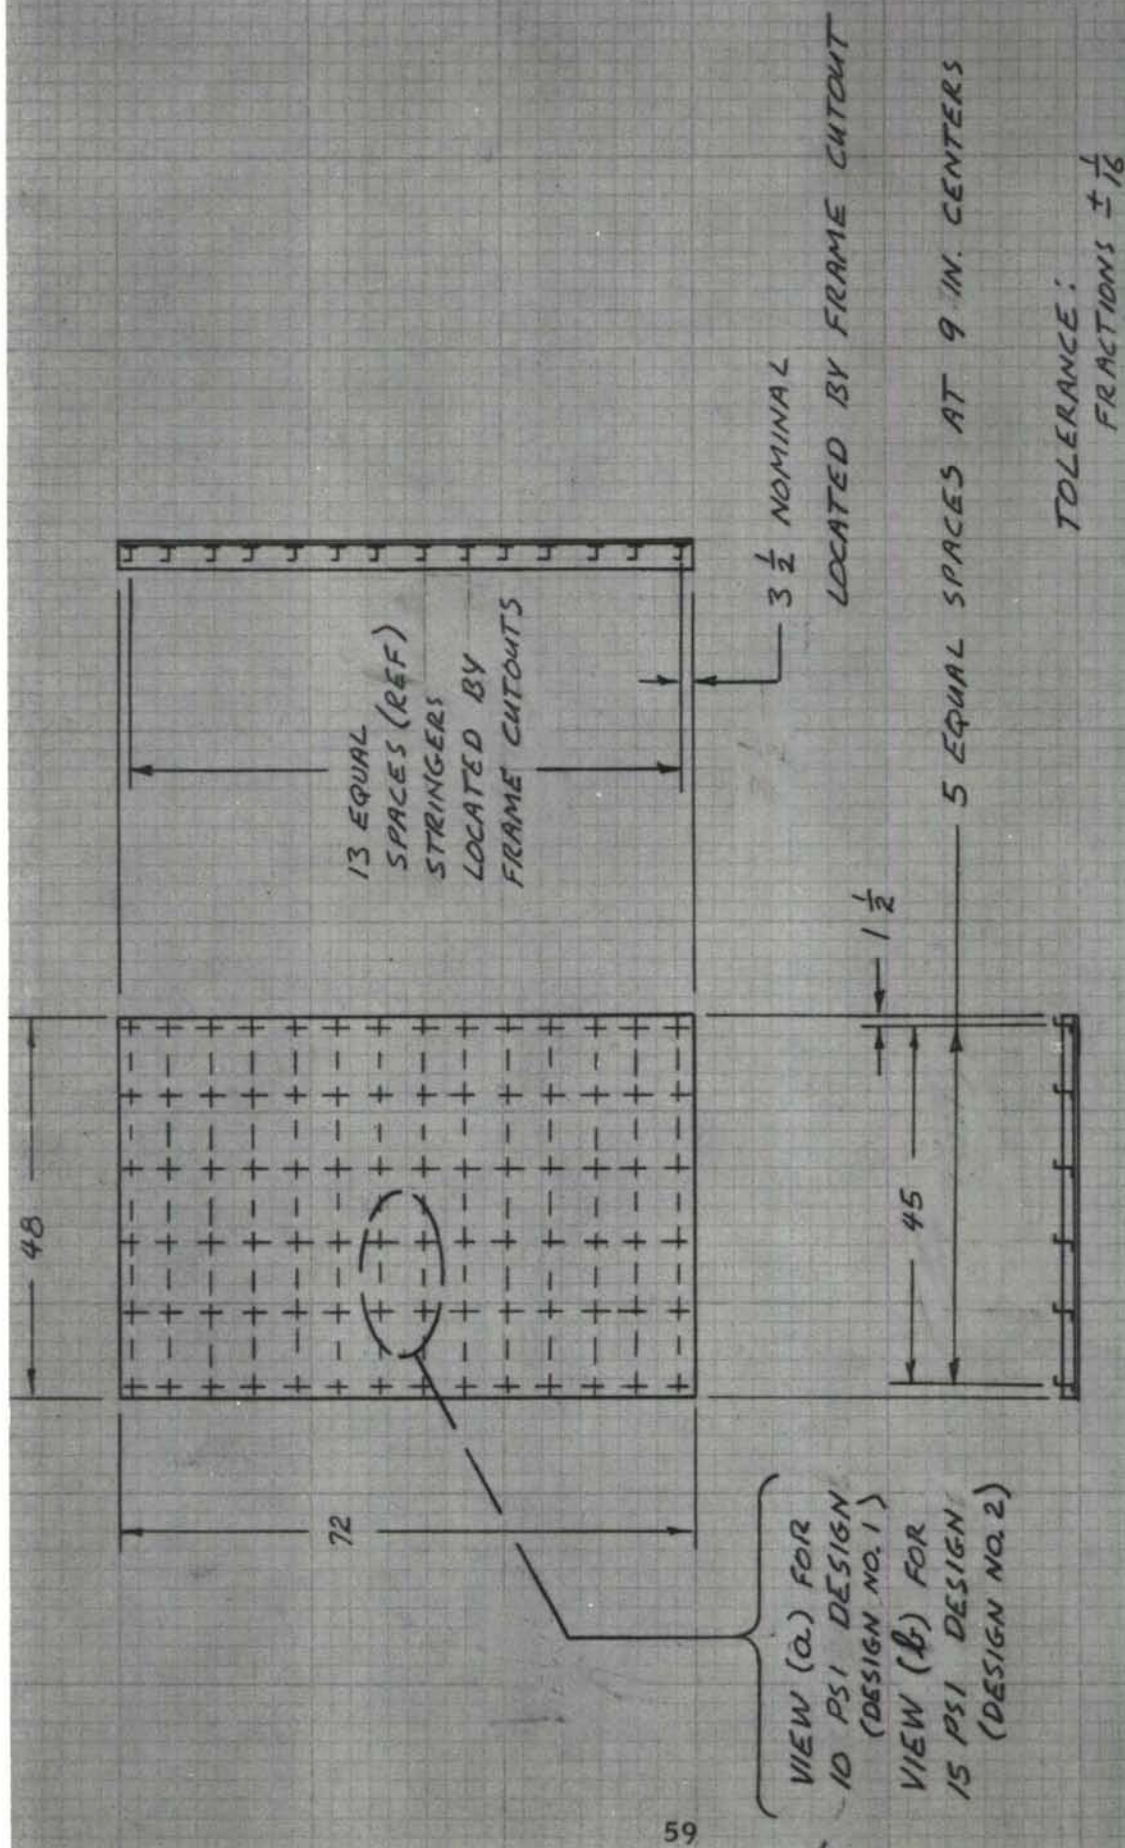 48
72
13 EQUAL
SPACES (REF)
STRINGERS
LOCATED BY
FRAME CUTOUTS
3 1/2 NOMINAL
LOCATED BY FRAME CUTOUT
1 1/2
45
5 EQUAL SPACES AT 9 IN. CENTERS
VIEW (a) FOR
10 PSI DESIGN
(DESIGN NO. 1)
VIEW (b) FOR
15 PSI DESIGN
(DESIGN NO. 2)
TOLERANCE:
FRACTIONS ± 1/16
59